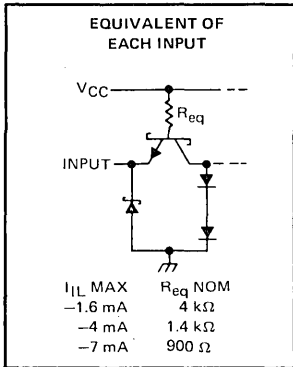 EQUIVALENT OF
EACH INPUT
VCC
Req
INPUT
IIL MAX Req NOM
−1.6 mA 4 kΩ
−4 mA 1.4 kΩ
−7 mA 900 Ω